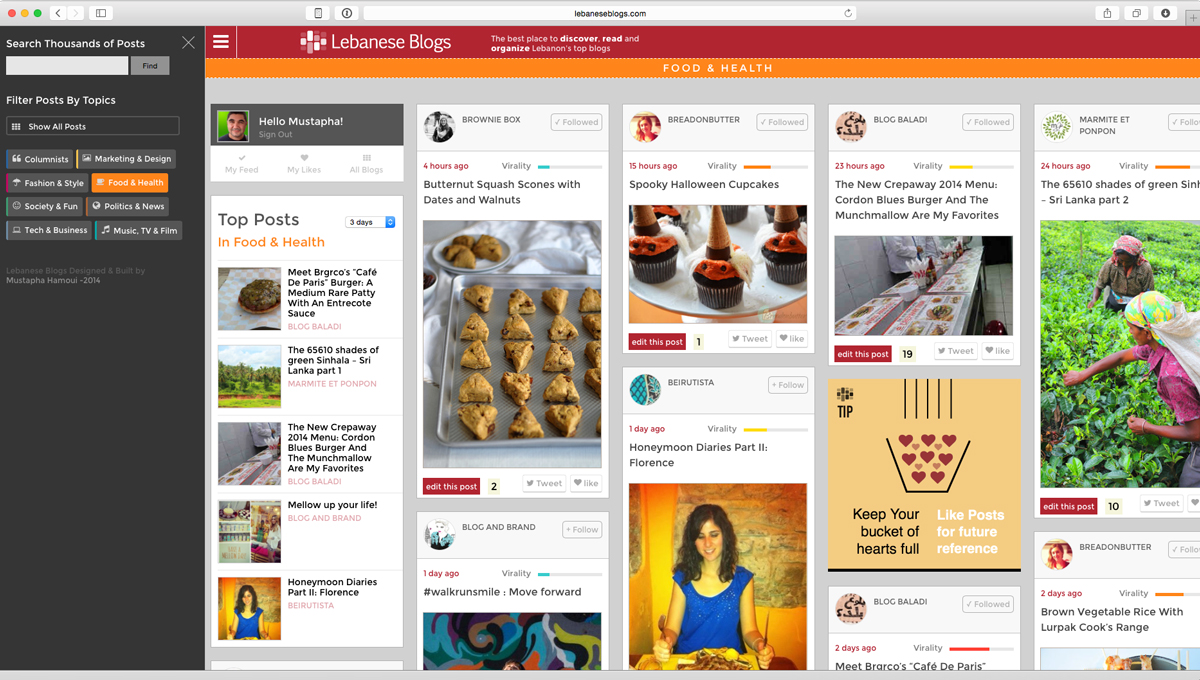 lebaneseblogs.com
Search Thousands of Posts
Find
Filter Posts By Topics
Show All Posts
Columnists
Marketing & Design
Fashion & Style
Food & Health
Society & Fun
Politics & News
Tech & Business
Music, TV & Film
Lebanese Blogs Designed & Built by
Mustapha Hamoui -2014
Lebanese Blogs
The best place to discover, read and
organize Lebanon's top blogs
FOOD & HEALTH
Hello Mustapha!
Sign Out
My Feed
My Likes
All Blogs
Top Posts
3 days
In Food & Health
Meet Brgrco's "Café
De Paris" Burger: A
Medium Rare Patty
With An Entrecote
Sauce
BLOG BALADI
The 65610 shades of
green Sinhala – Sri
Lanka part 1
MARMITE ET PONPON
The New Crepaway
2014 Menu: Cordon
Blues Burger And
The Munchmallow
Are My Favorites
BLOG BALADI
Mellow up your life!
BLOG AND BRAND
Honeymoon Diaries
Part II: Florence
BEIRUTISTA
BROWNIE BOX
✓ Followed
4 hours ago
Virality
Butternut Squash Scones with
Dates and Walnuts
edit this post
2
Tweet
like
BLOG AND BRAND
+ Follow
1 day ago
Virality
#walkrunsmile : Move forward
BREADONBUTTER
✓ Followed
15 hours ago
Virality
Spooky Halloween Cupcakes
edit this post
1
Tweet
like
BEIRUTISTA
+ Follow
1 day ago
Virality
Honeymoon Diaries Part II:
Florence
BLOG BALADI
✓ Followed
23 hours ago
Virality
The New Crepaway 2014 Menu:
Cordon Blues Burger And The
Munchmallow Are My Favorites
edit this post
19
Tweet
like
TIP
Keep Your
bucket of
hearts full
Like Posts
for future
reference
BLOG BALADI
✓ Followed
2 days ago
Virality
Meet Brgrco's "Café De Paris"
MARMITE ET
PONPON
✓ Follow
24 hours ago
Virality
The 65610 shades of green Sinh
– Sri Lanka part 2
edit this post
10
Tweet
BREADONBUTTER
✓ Follow
2 days ago
Virality
Brown Vegetable Rice With
Lurpak Cook's Range